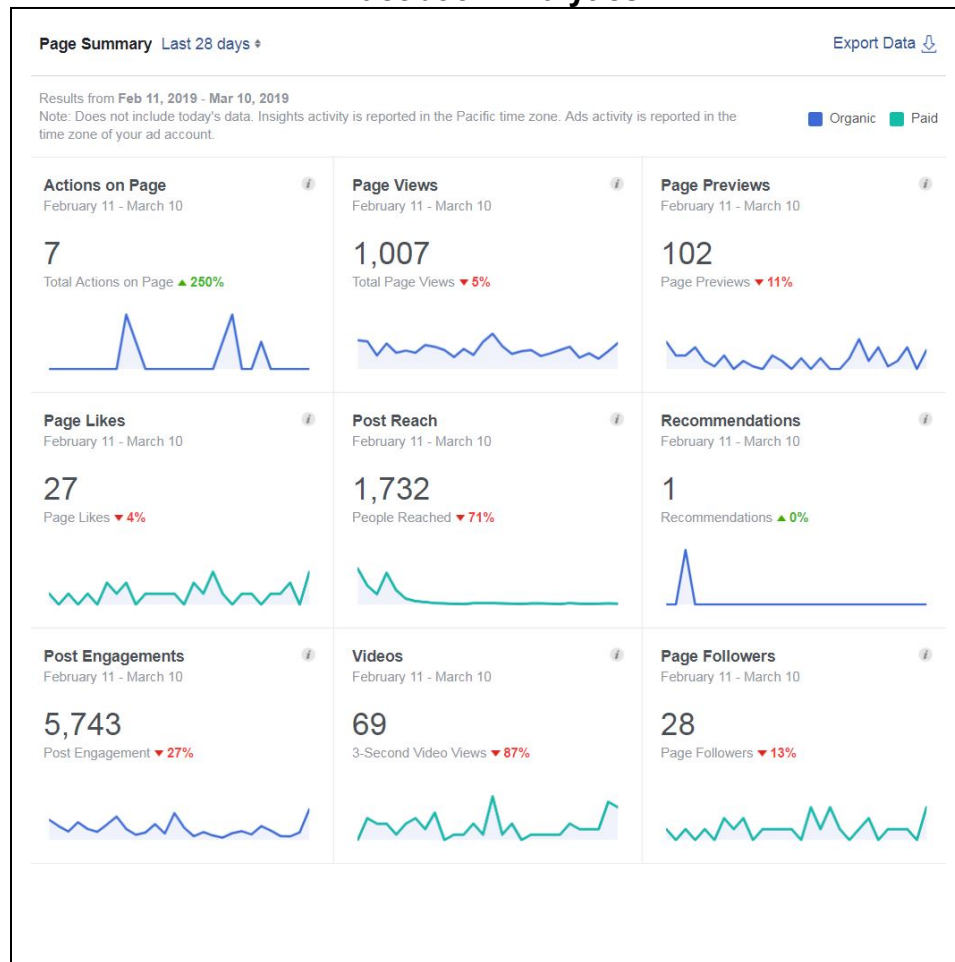 Page Summary Last 28 days
Export Data
Results from Feb 11, 2019 - Mar 10, 2019
Note: Does not include today's data. Insights activity is reported in the Pacific time zone. Ads activity is reported in the
time zone of your ad account.
Organic Paid
Actions on Page
February 11 - March 10
7
Total Actions on Page ▲ 250%
Page Views
February 11 - March 10
1,007
Total Page Views ▼ 5%
Page Previews
February 11 - March 10
102
Page Previews ▼ 11%
Page Likes
February 11 - March 10
27
Page Likes ▼ 4%
Post Reach
February 11 - March 10
1,732
People Reached ▼ 71%
Recommendations
February 11 - March 10
1
Recommendations ▲ 0%
Post Engagements
February 11 - March 10
5,743
Post Engagement ▼ 27%
Videos
February 11 - March 10
69
3-Second Video Views ▼ 87%
Page Followers
February 11 - March 10
28
Page Followers ▼ 13%